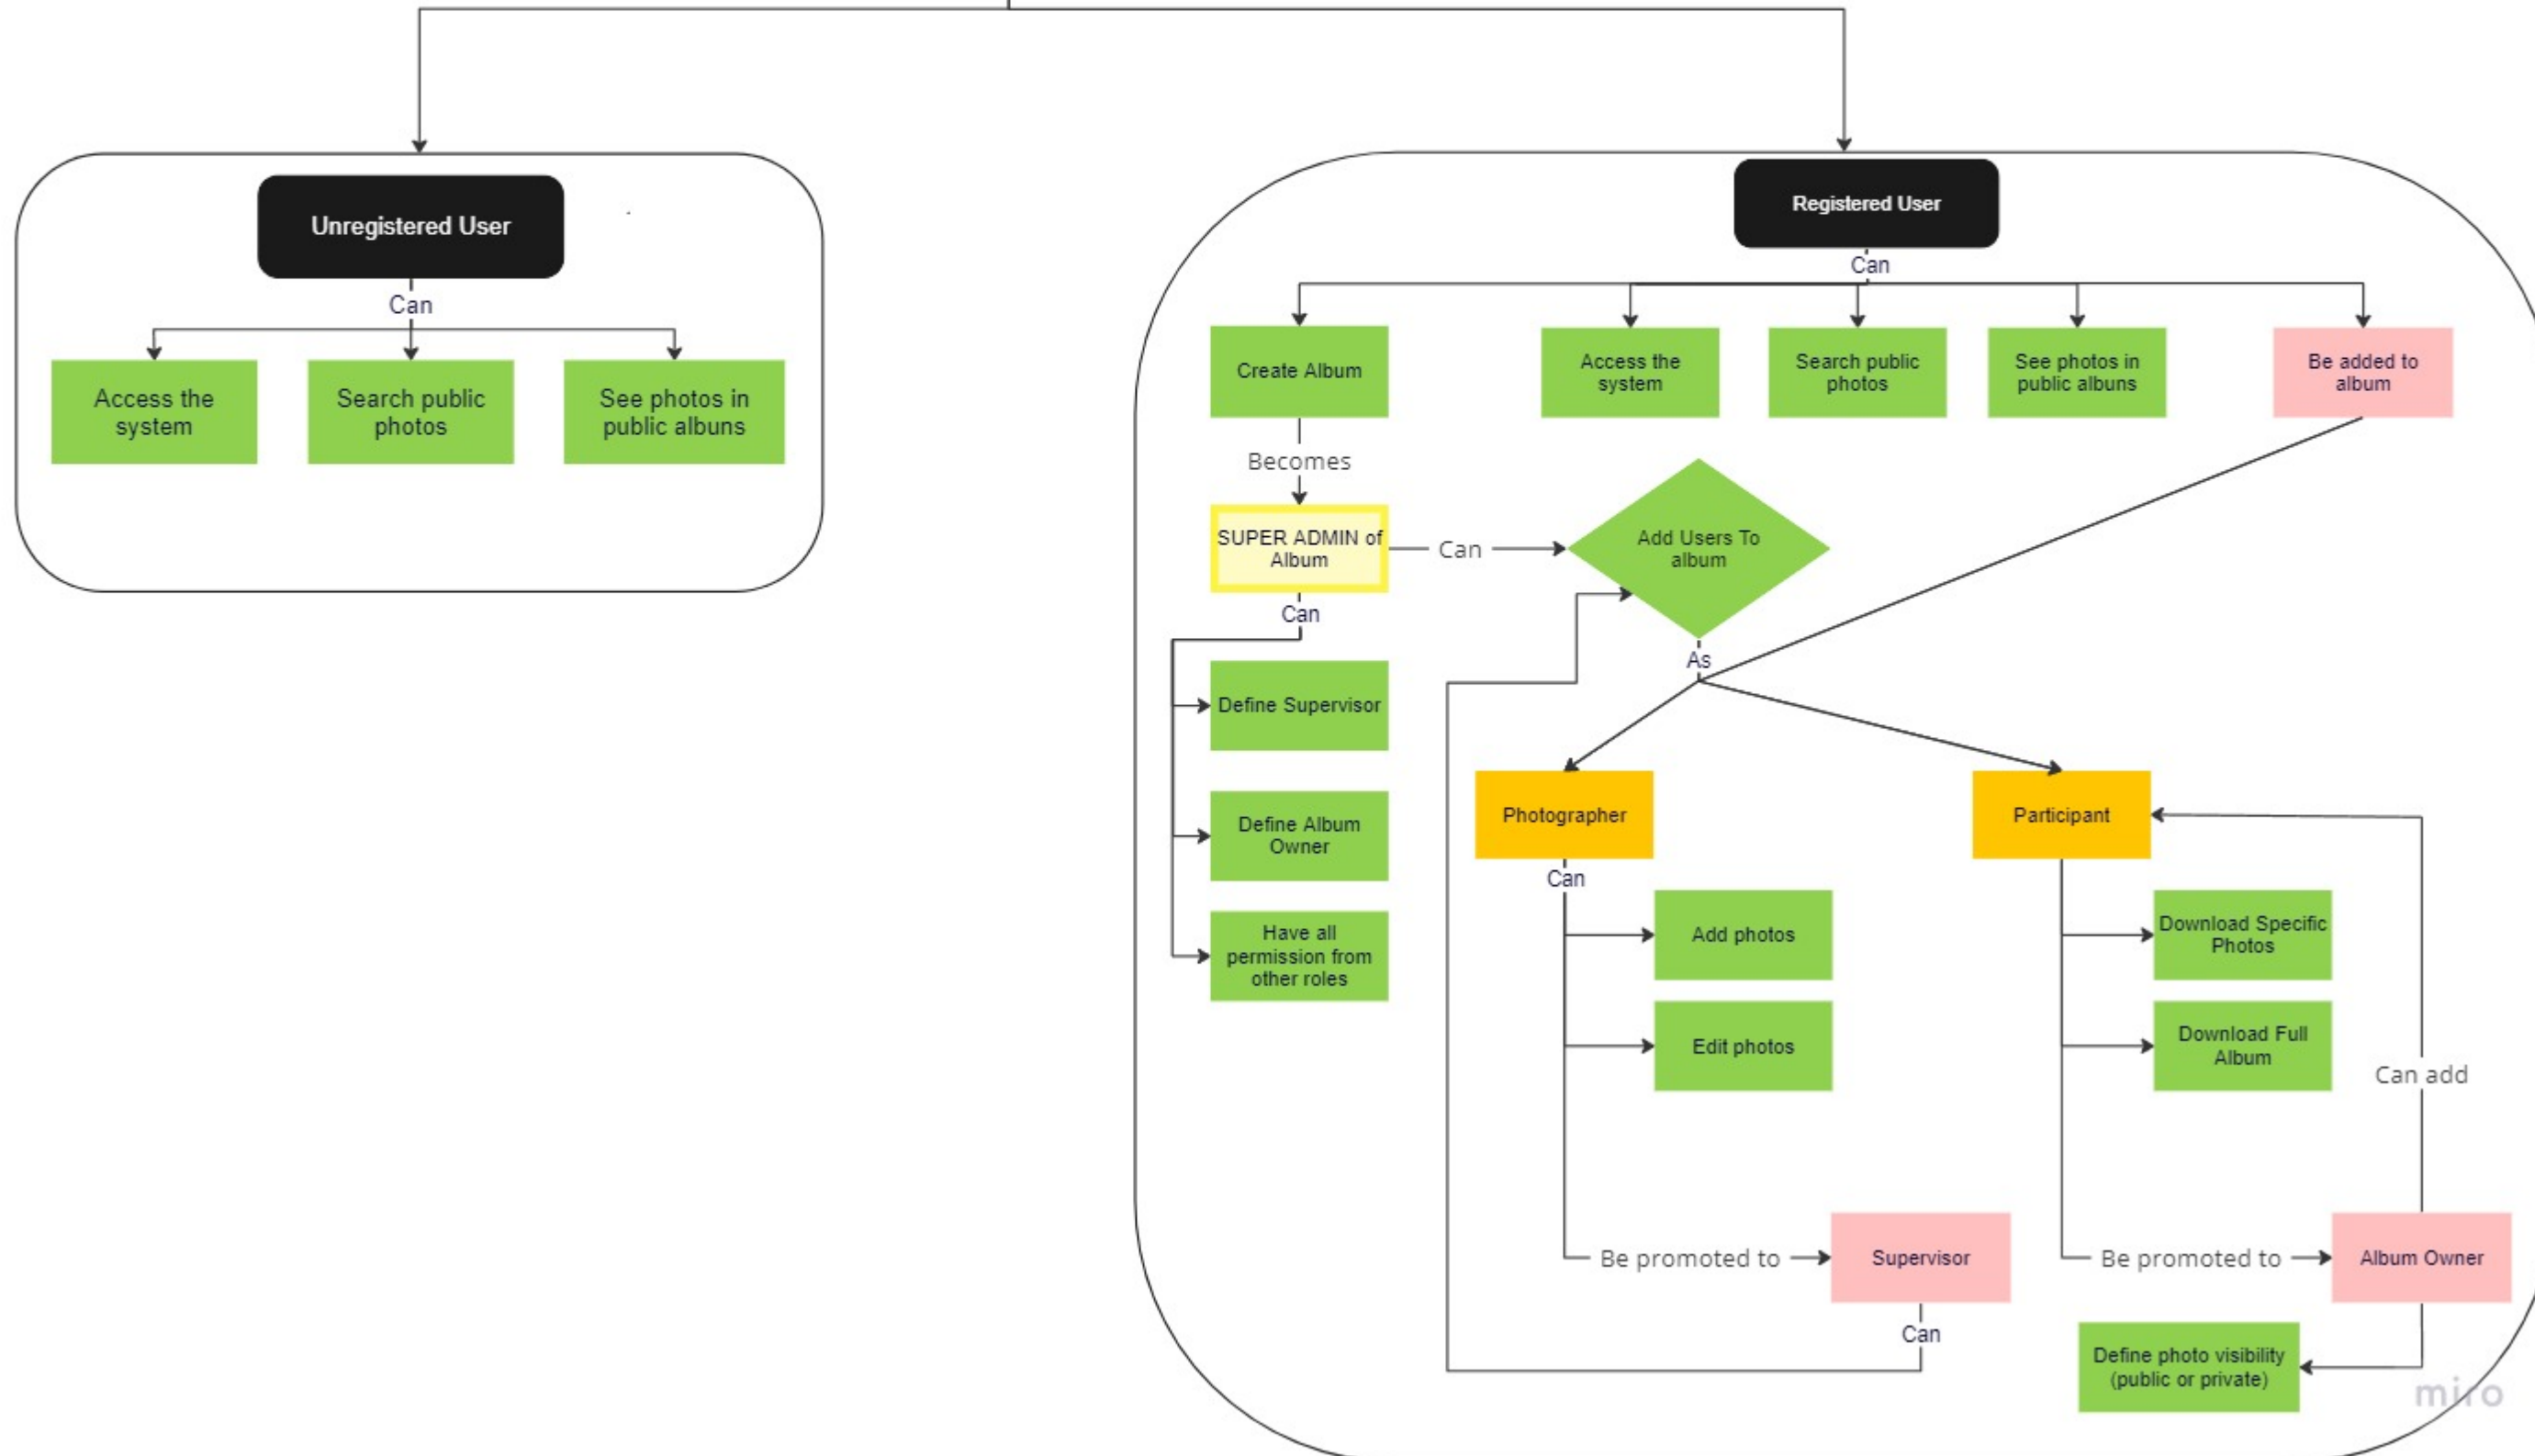 Unregistered User
Can
Access the
system
Search public
photos
See photos in
public albuns
Registered User
Can
Create Album
Access the
system
Search public
photos
See photos in
public albuns
Be added to
album
Becomes
SUPER ADMIN of
Album
Can
Add Users To
album
Can
As
Define Supervisor
Define Album
Owner
Have all
permission from
other roles
Photographer
Participant
Can
Add photos
Edit photos
Download Specific
Photos
Download Full
Album
Can add
Be promoted to
Supervisor
Be promoted to
Album Owner
Can
Define photo visibility
(public or private)
miro